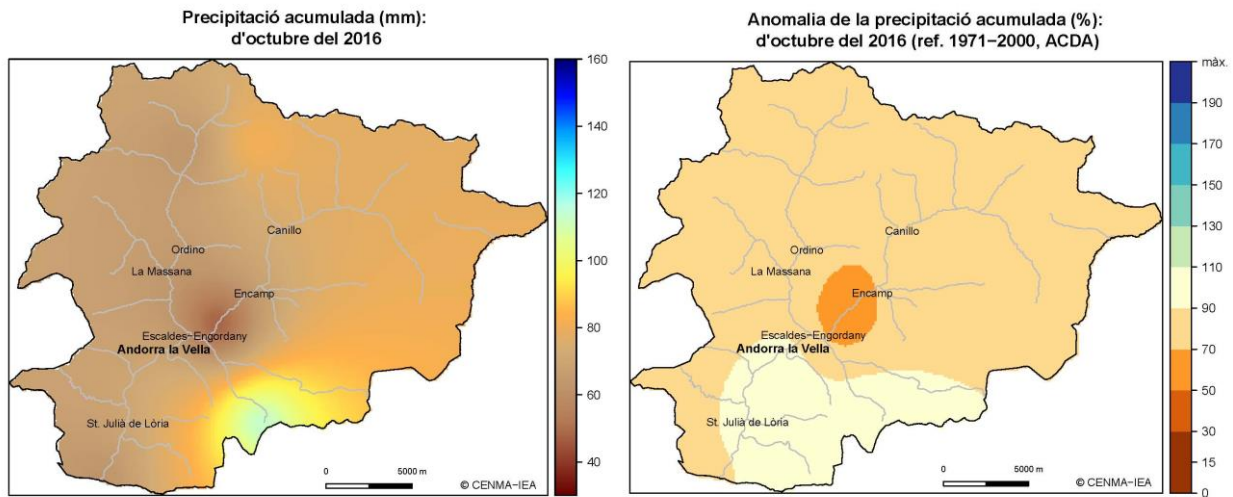 Precipitació acumulada (mm):
d'octubre del 2016
Canillo
Ordino
La Massana
Encamp
Escaldes−Engordany
Andorra la Vella
St. Julià de Lòria
0 5000 m
© CENMA−IEA
160
140
120
100
80
60
40
Anomalia de la precipitació acumulada (%):
d'octubre del 2016 (ref. 1971−2000, ACDA)
Canillo
Ordino
La Massana
Encamp
Escaldes−Engordany
Andorra la Vella
St. Julià de Lòria
0 5000 m
© CENMA−IEA
màx.
190
170
150
130
110
90
70
50
30
15
0